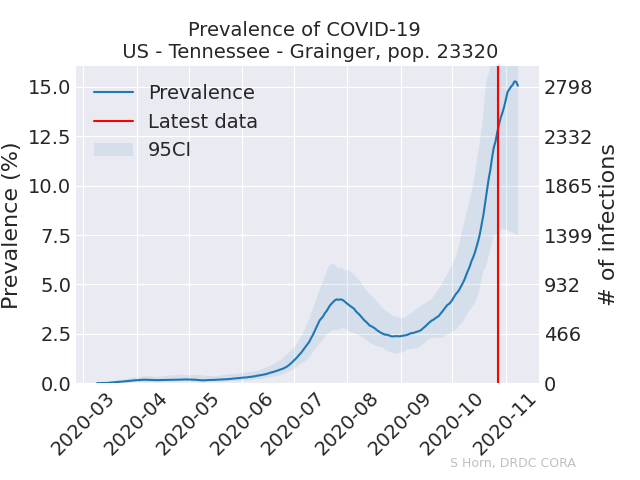 Prevalence of COVID-19
US - Tennessee - Grainger, pop. 23320
Prevalence
Latest data
95CI
Prevalence (%)
15.0
12.5
10.0
7.5
5.0
2.5
0.0
2798
2332
1865
1399
932
466
0
# of infections
2020-03
2020-04
2020-05
2020-06
2020-07
2020-08
2020-09
2020-10
2020-11
S Horn, DRDC CORA